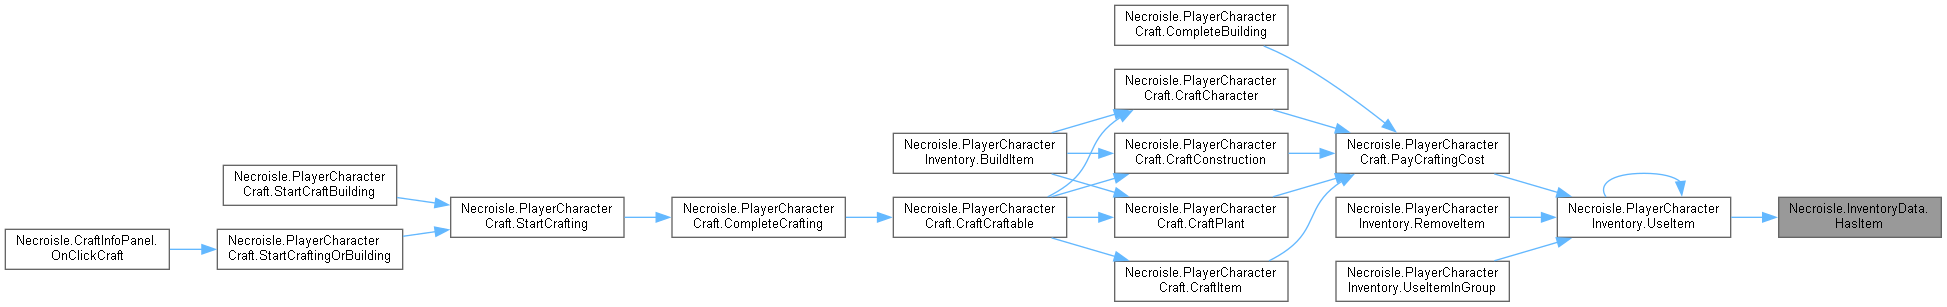 Necroisle.PlayerCharacter
Craft.CompleteBuilding
Necroisle.PlayerCharacter
Craft.CraftCharacter
Necroisle.PlayerCharacter
Inventory.BuildItem
Necroisle.PlayerCharacter
Craft.CraftConstruction
Necroisle.PlayerCharacter
Craft.PayCraftingCost
Necroisle.PlayerCharacter
Craft.StartCraftBuilding
Necroisle.PlayerCharacter
Craft.StartCrafting
Necroisle.PlayerCharacter
Craft.CompleteCrafting
Necroisle.PlayerCharacter
Craft.CraftCraftable
Necroisle.PlayerCharacter
Craft.CraftPlant
Necroisle.PlayerCharacter
Inventory.RemoveItem
Necroisle.PlayerCharacter
Inventory.UseItem
Necroisle.InventoryData.
HasItem
Necroisle.CraftInfoPanel.
OnClickCraft
Necroisle.PlayerCharacter
Craft.StartCraftingOrBuilding
Necroisle.PlayerCharacter
Craft.CraftItem
Necroisle.PlayerCharacter
Inventory.UseItemInGroup